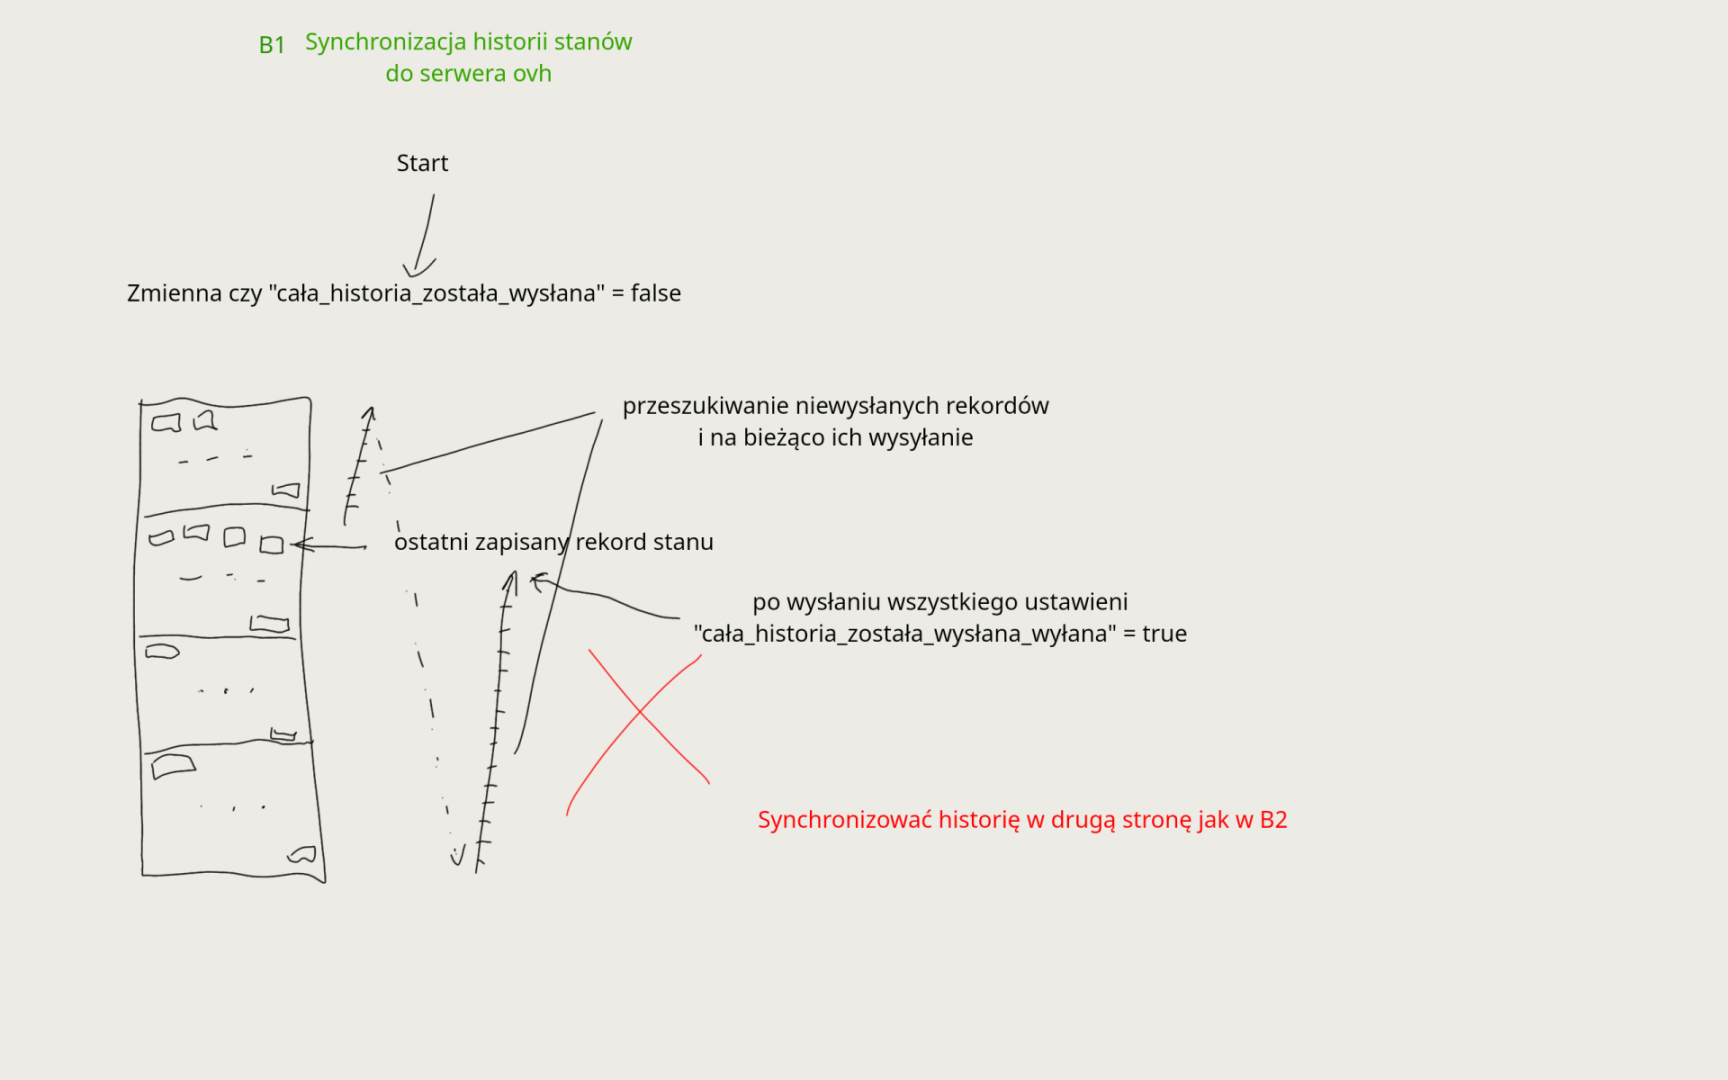 B1 Synchronizacja historii stanów
do serwera ovh
Start
Zmienna czy "cała_historia_została_wysłana" = false
przeszukiwanie niewysłanych rekordów
i na bieżąco ich wysyłanie
ostatni zapisany rekord stanu
po wysłaniu wszystkiego ustawieni
"cała_historia_została_wysłana_wyłana" = true
Synchronizować historię w drugą stronę jak w B2